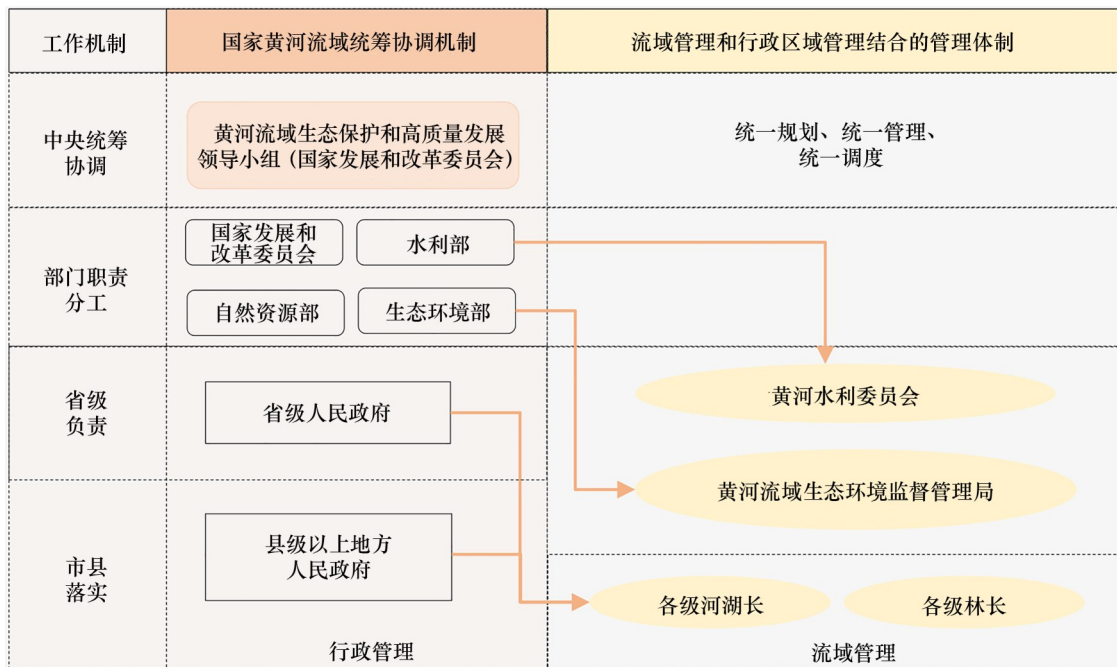 工作机制
国家黄河流域统筹协调机制
流域管理和行政区域管理结合的管理体制
中央统筹
协调
黄河流域生态保护和高质量发展
领导小组（国家发展和改革委员会）
统一规划、统一管理、
统一调度
部门职责
分工
国家发展和
改革委员会
水利部
自然资源部
生态环境部
省级
负责
省级人民政府
黄河水利委员会
黄河流域生态环境监督管理局
市县
落实
县级以上地方
人民政府
各级河湖长
各级林长
行政管理
流域管理